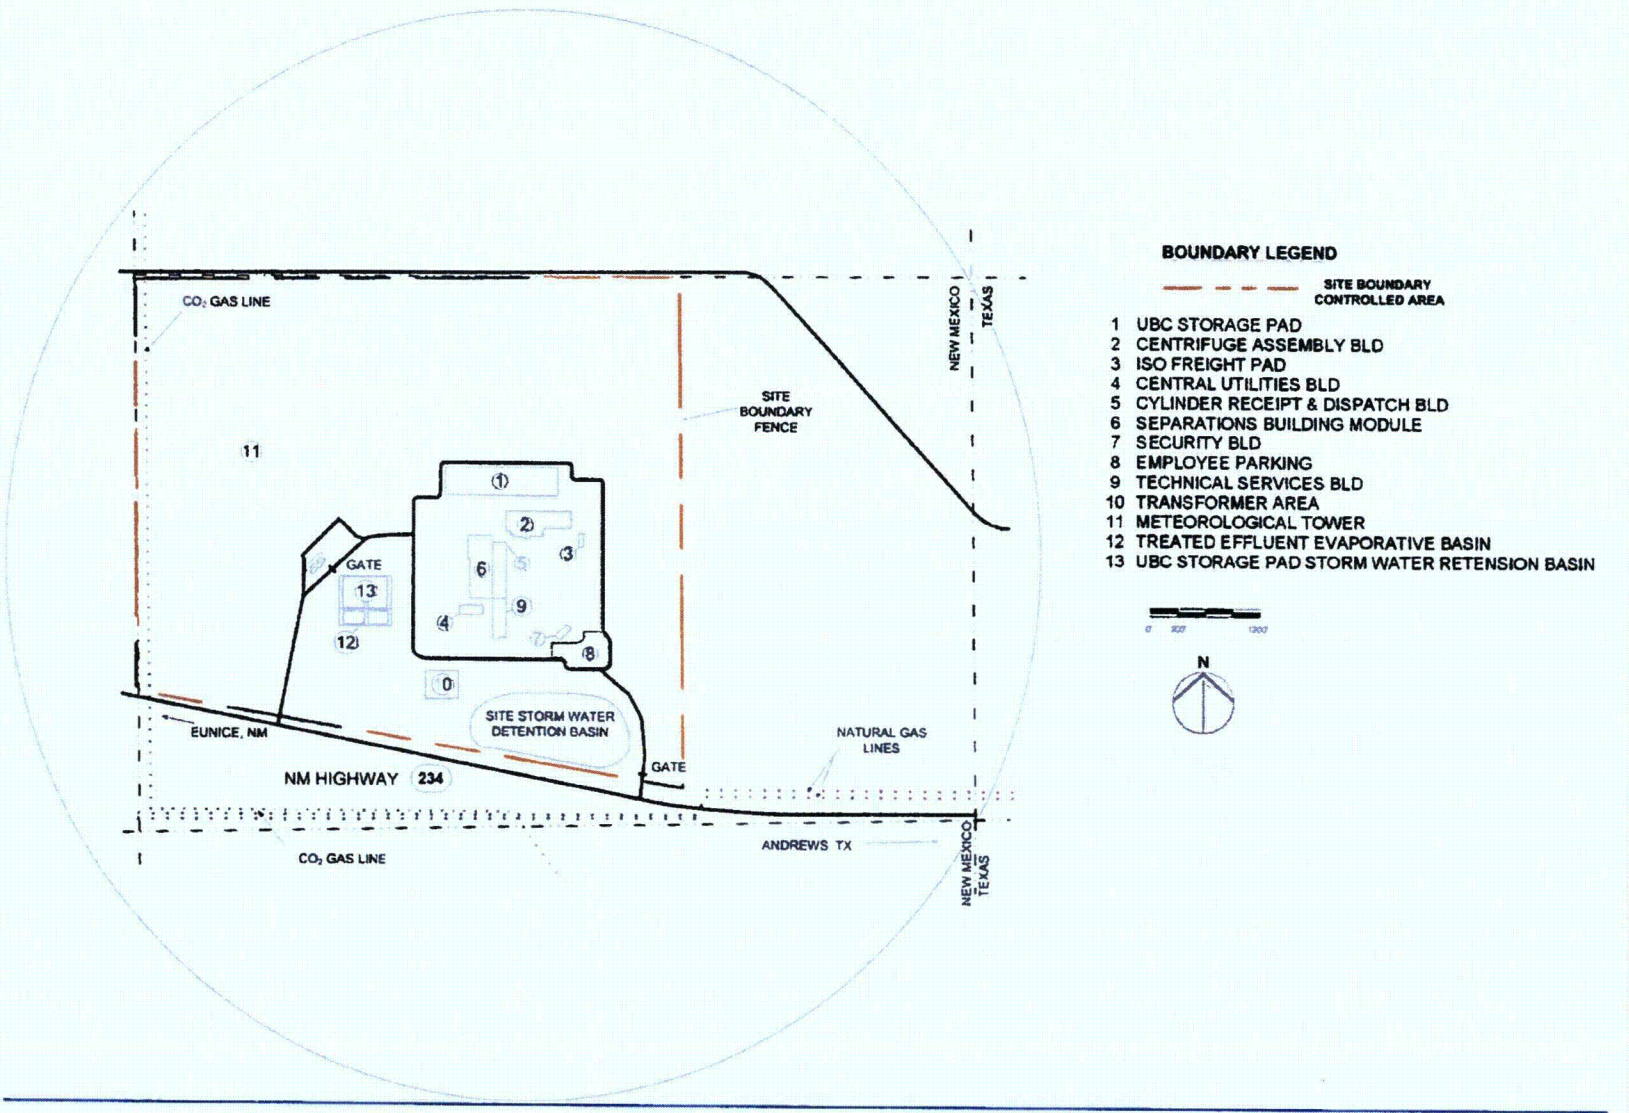 BOUNDARY LEGEND
SITE BOUNDARY
CONTROLLED AREA
1 UBC STORAGE PAD
2 CENTRIFUGE ASSEMBLY BLD
3 ISO FREIGHT PAD
4 CENTRAL UTILITIES BLD
5 CYLINDER RECEIPT & DISPATCH BLD
6 SEPARATIONS BUILDING MODULE
7 SECURITY BLD
8 EMPLOYEE PARKING
9 TECHNICAL SERVICES BLD
10 TRANSFORMER AREA
11 METEOROLOGICAL TOWER
12 TREATED EFFLUENT EVAPORATIVE BASIN
13 UBC STORAGE PAD STORM WATER RETENSION BASIN
0
1200
N
CO₂ GAS LINE
NEW MEXICO
TEXAS
SITE
BOUNDARY
FENCE
11
1
2
3
GATE
6
5
13
9
4
12
7
8
10
SITE STORM WATER
DETENTION BASIN
EUNICE, NM
NATURAL GAS
LINES
GATE
NM HIGHWAY 234
CO₂ GAS LINE
ANDREWS TX
NEW MEXICO
TEXAS